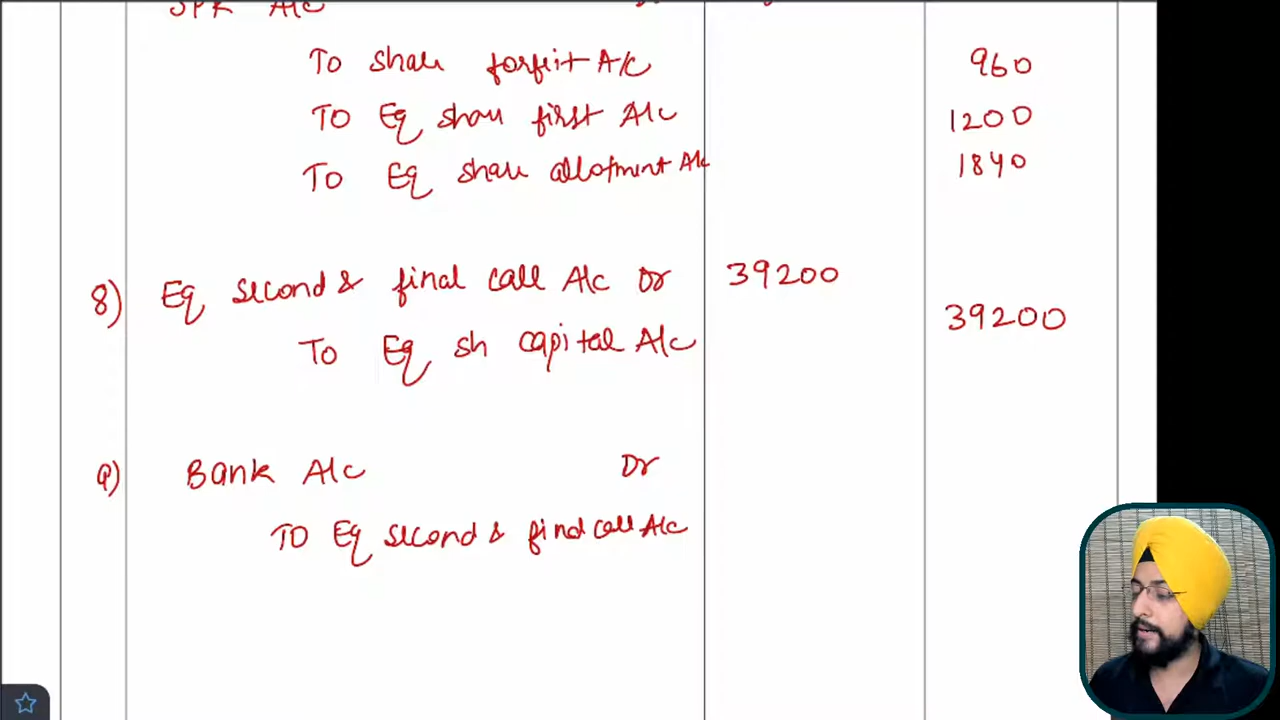 A/c
To share forfeit A/c 960
To Eq share first A/c 1200
To Eq share allotment A/c 1840
8) Eq second & final call A/c Dr 39200
To Eq sh capital A/c 39200
9) Bank A/c Dr
To Eq second & final call A/c